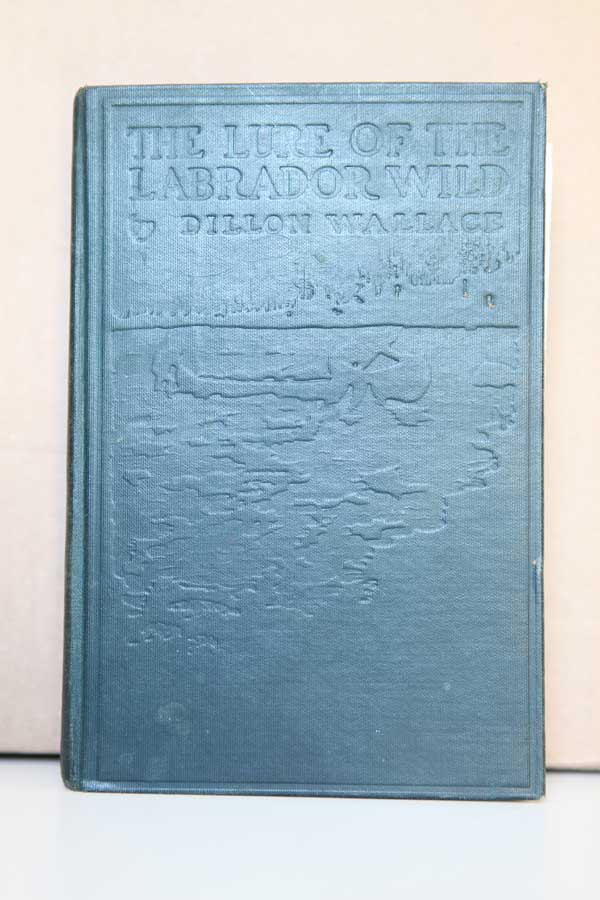 THE LURE OF THE
LABRADOR WILD
by DILLON WALLACE